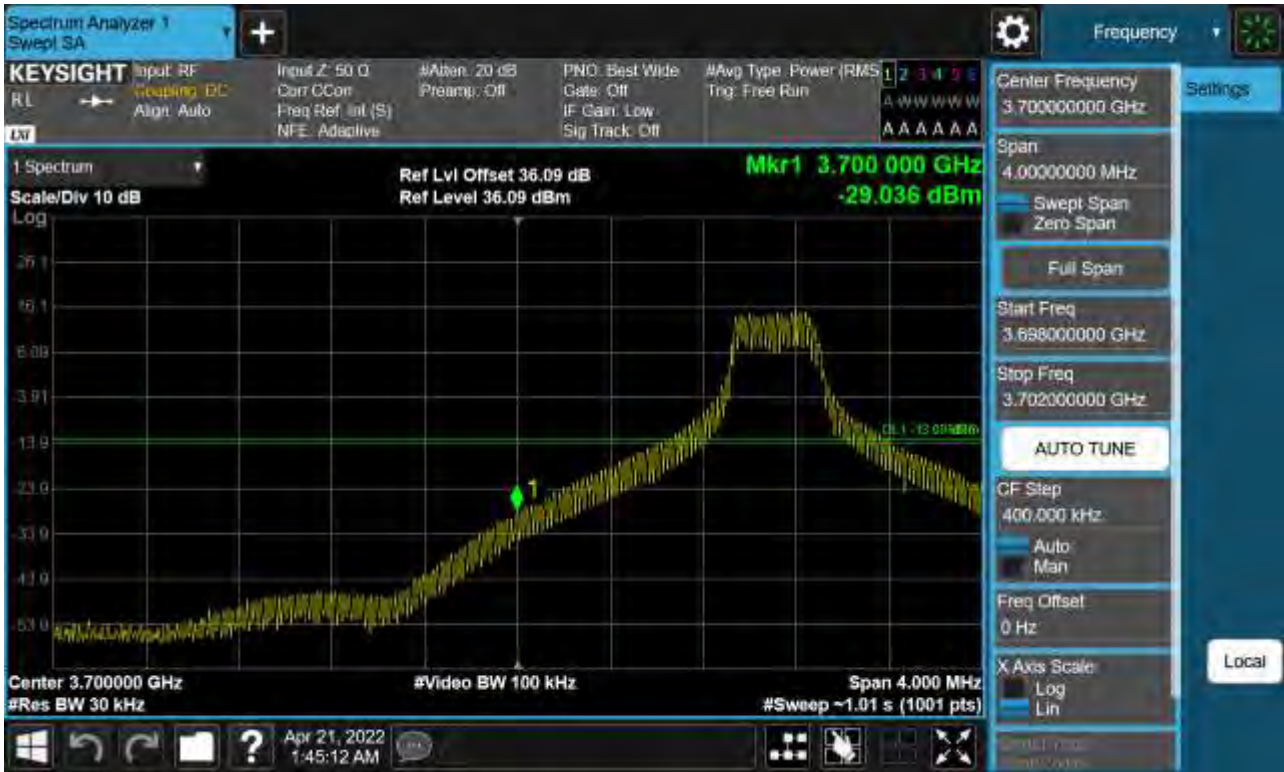 Spectrum Analyzer 1
Swept SA
+
Frequency
KEYSIGHT
RL
LXI
Input: RF
Coupling: DC
Align: Auto
Input Z: 50 Ω
Corr CCorr
Freq Ref: Int (S)
NFE: Adaptive
#Atten: 20 dB
Preamp: Off
PNO: Best Wide
Gate: Off
IF Gain: Low
Sig Track: Off
#Avg Type: Power (RMS
Trig: Free Run
1 2 3 4 5 6
A W W W W W
A A A A A A
1 Spectrum
Scale/Div 10 dB
Log
Ref Lvl Offset 36.09 dB
Ref Level 36.09 dBm
Mkr1 3.700 000 GHz
-29.036 dBm
26.1
16.1
6.09
-3.91
-13.9
-23.9
-33.9
-43.9
-53.9
1
Center 3.700000 GHz
#Res BW 30 kHz
#Video BW 100 kHz
Span 4.000 MHz
#Sweep ~1.01 s (1001 pts)
Center Frequency
3.700000000 GHz
Span
4.00000000 MHz
Swept Span
Zero Span
Full Span
Start Freq
3.698000000 GHz
Stop Freq
3.702000000 GHz
AUTO TUNE
CF Step
400.000 kHz
Auto
Man
Freq Offset
0 Hz
X Axis Scale
Log
Lin
Settings
Local
?
Apr 21, 2022
1:45:12 AM